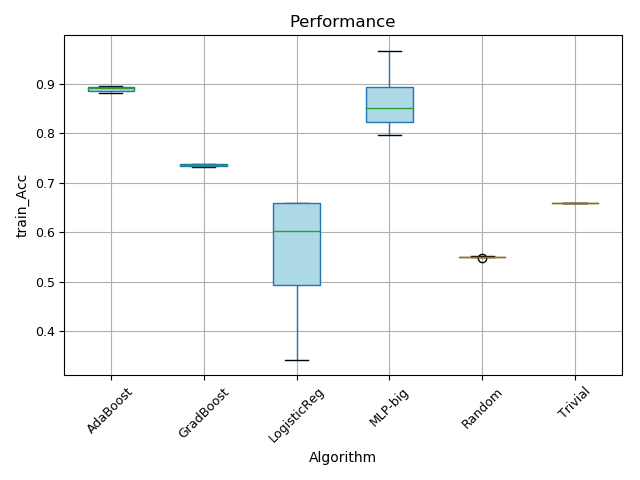 Performance
train_Acc
0.9
0.8
0.7
0.6
0.5
0.4
AdaBoost
GradBoost
LogisticReg
MLP-big
Random
Trivial
Algorithm